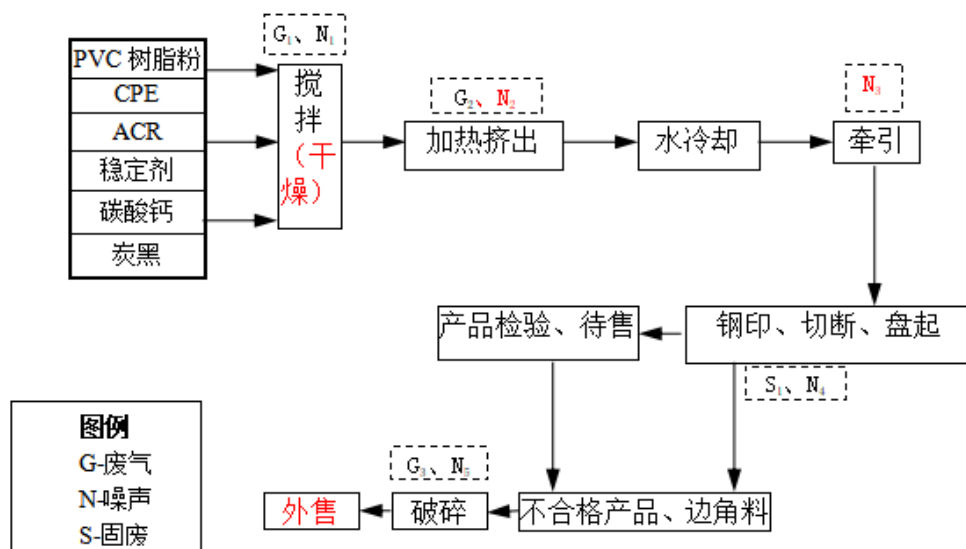 G₁、N₁
PVC 树脂粉
CPE
ACR
稳定剂
碳酸钙
炭黑
搅
拌
（干
燥）
G₂、N₂
加热挤出
水冷却
N₃
牵引
产品检验、待售
钢印、切断、盘起
S₁、N₄
G₃、N₅
外售
破碎
不合格产品、边角料
图例
G-废气
N-噪声
S-固废